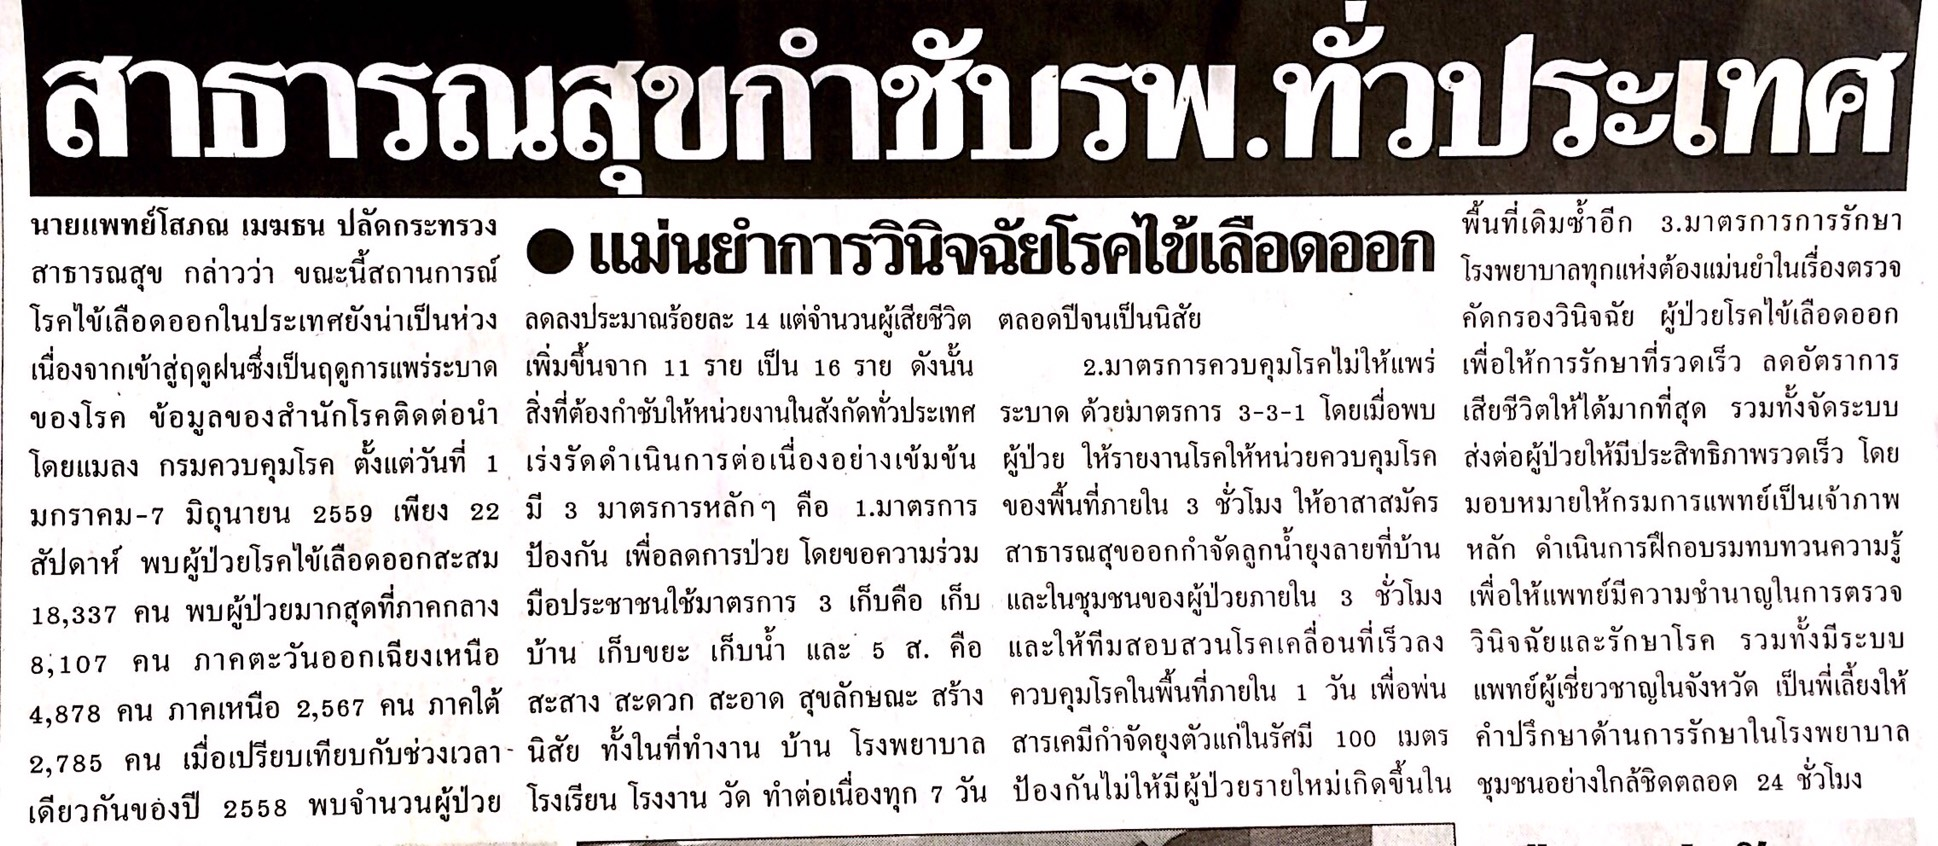 สาธารณสุขกำชับรพ.ทั่วประเทศ
● แม่นยำการวินิจฉัยโรคไข้เลือดออก
นายแพทย์โสภณ เมฆธน ปลัดกระทรวง
สาธารณสุข กล่าวว่า ขณะนี้สถานการณ์
โรคไข้เลือดออกในประเทศยังน่าเป็นห่วง
เนื่องจากเข้าสู่ฤดูฝนซึ่งเป็นฤดูการแพร่ระบาด
ของโรค ข้อมูลของสำนักโรคติดต่อนำ
โดยแมลง กรมควบคุมโรค ตั้งแต่วันที่ 1
มกราคม-7 มิถุนายน 2559 เพียง 22
สัปดาห์ พบผู้ป่วยโรคไข้เลือดออกสะสม
18,337 คน พบผู้ป่วยมากสุดที่ภาคกลาง
8,107 คน ภาคตะวันออกเฉียงเหนือ
4,878 คน ภาคเหนือ 2,567 คน ภาคใต้
2,785 คน เมื่อเปรียบเทียบกับช่วงเวลา
เดียวกันของปี 2558 พบจำนวนผู้ป่วย
ลดลงประมาณร้อยละ 14 แต่จำนวนผู้เสียชีวิต
เพิ่มขึ้นจาก 11 ราย เป็น 16 ราย ดังนั้น
สิ่งที่ต้องกำชับให้หน่วยงานในสังกัดทั่วประเทศ
เร่งรัดดำเนินการต่อเนื่องอย่างเข้มข้น
มี 3 มาตรการหลักๆ คือ 1.มาตรการ
ป้องกัน เพื่อลดการป่วย โดยขอความร่วม
มือประชาชนใช้มาตรการ 3 เก็บคือ เก็บ
บ้าน เก็บขยะ เก็บน้ำ และ 5 ส. คือ
สะสาง สะดวก สะอาด สุขลักษณะ สร้าง
นิสัย ทั้งในที่ทำงาน บ้าน โรงพยาบาล
โรงเรียน โรงงาน วัด ทำต่อเนื่องทุก 7 วัน
ตลอดปีจนเป็นนิสัย
2.มาตรการควบคุมโรคไม่ให้แพร่
ระบาด ด้วยมาตรการ 3-3-1 โดยเมื่อพบ
ผู้ป่วย ให้รายงานโรคให้หน่วยควบคุมโรค
ของพื้นที่ภายใน 3 ชั่วโมง ให้อาสาสมัคร
สาธารณสุขออกกำจัดลูกน้ำยุงลายที่บ้าน
และในชุมชนของผู้ป่วยภายใน 3 ชั่วโมง
และให้ทีมสอบสวนโรคเคลื่อนที่เร็วลง
ควบคุมโรคในพื้นที่ภายใน 1 วัน เพื่อพ่น
สารเคมีกำจัดยุงตัวแก่ในรัศมี 100 เมตร
ป้องกันไม่ให้มีผู้ป่วยรายใหม่เกิดขึ้นใน
พื้นที่เดิมซ้ำอีก 3.มาตรการการรักษา
โรงพยาบาลทุกแห่งต้องแม่นยำในเรื่องตรวจ
คัดกรองวินิจฉัย ผู้ป่วยโรคไข้เลือดออก
เพื่อให้การรักษาที่รวดเร็ว ลดอัตราการ
เสียชีวิตให้ได้มากที่สุด รวมทั้งจัดระบบ
ส่งต่อผู้ป่วยให้มีประสิทธิภาพรวดเร็ว โดย
มอบหมายให้กรมการแพทย์เป็นเจ้าภาพ
หลัก ดำเนินการฝึกอบรมทบทวนความรู้
เพื่อให้แพทย์มีความชำนาญในการตรวจ
วินิจฉัยและรักษาโรค รวมทั้งมีระบบ
แพทย์ผู้เชี่ยวชาญในจังหวัด เป็นพี่เลี้ยงให้
คำปรึกษาด้านการรักษาในโรงพยาบาล
ชุมชนอย่างใกล้ชิดตลอด 24 ชั่วโมง